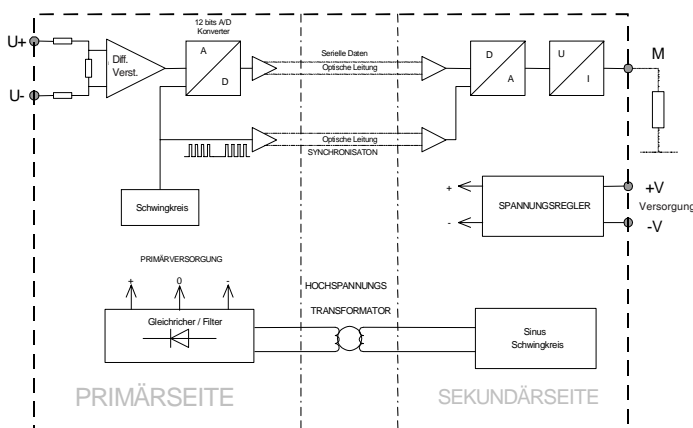 12 bits A/D
Konverter
U+
U-
Diff.
Verst.
A
D
Serielle Daten
Optische Leitung
D
A
U
I
M
Optische Leitung
SYNCHRONISATON
Schwingkreis
+
-
SPANNUNGSREGLER
+V
Versorgung
-V
PRIMÄRVERSORGUNG
+
0
-
HOCHSPANNUNGS
TRANSFORMATOR
Gleichricher / Filter
Sinus
Schwingkreis
PRIMÄRSEITE
SEKUNDÄRSEITE